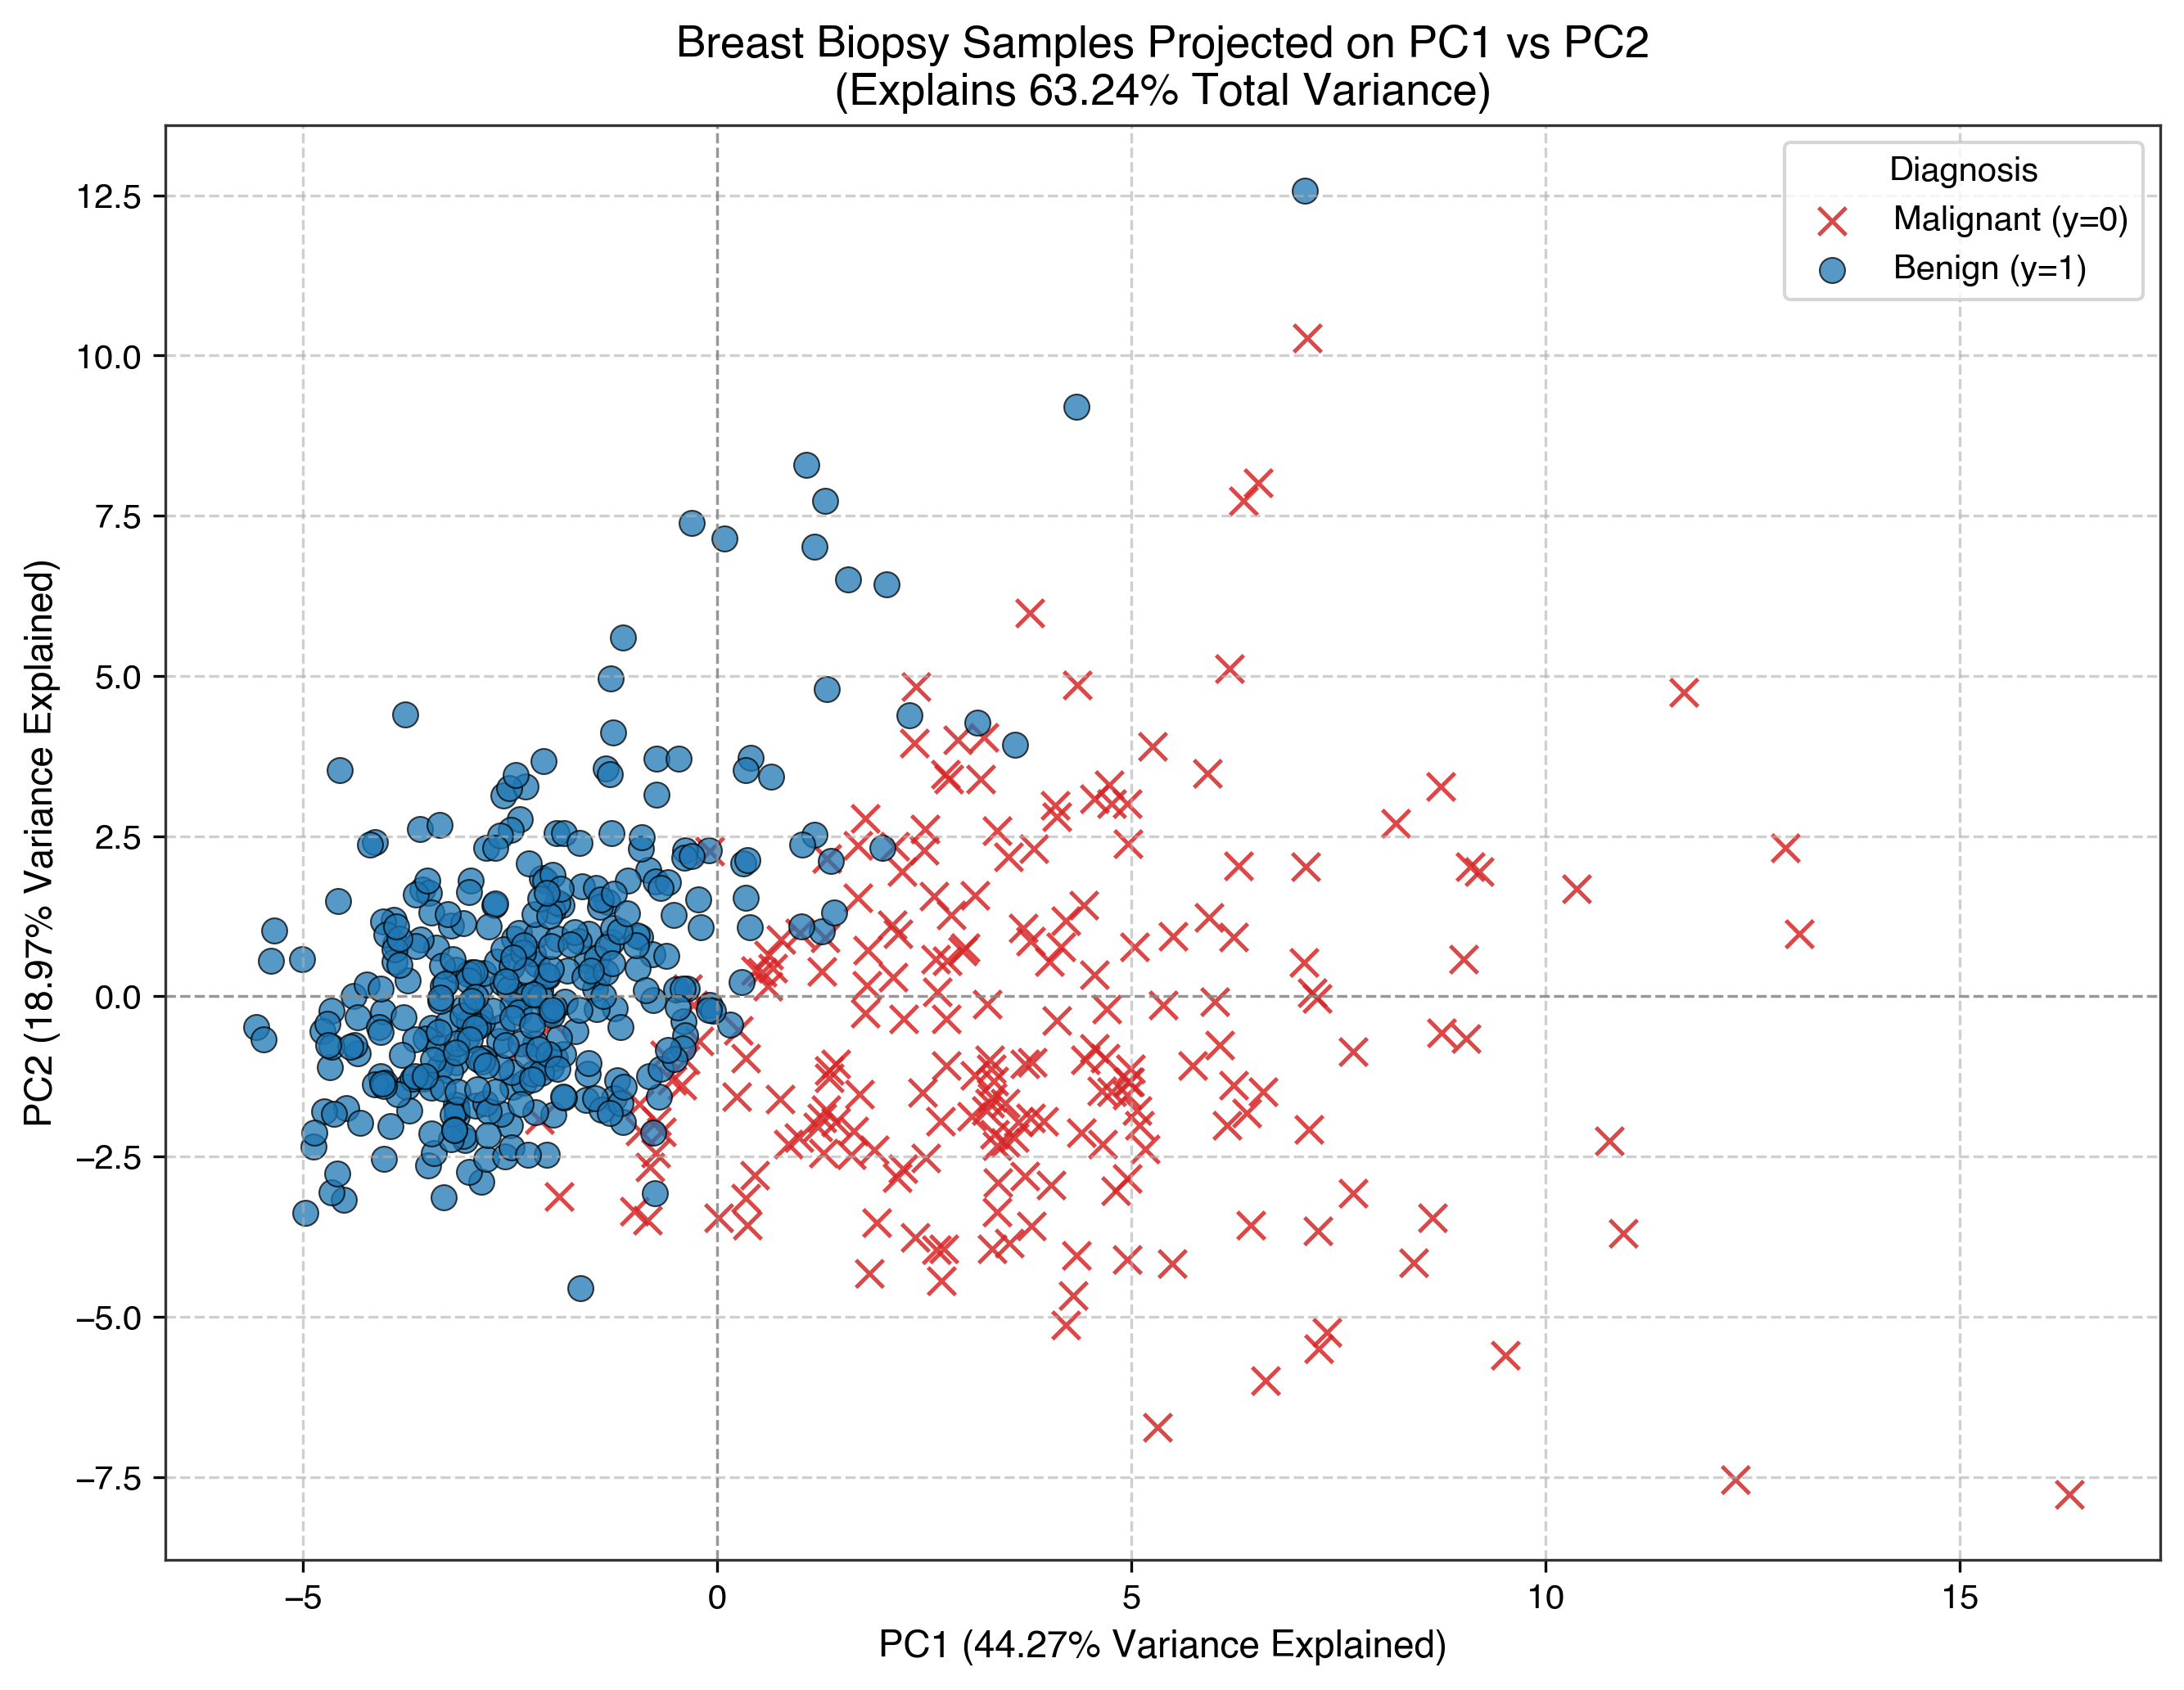 Breast Biopsy Samples Projected on PC1 vs PC2
(Explains 63.24% Total Variance)
Diagnosis
Malignant (y=0)
Benign (y=1)
PC2 (18.97% Variance Explained)
12.5
10.0
7.5
5.0
2.5
0.0
−2.5
−5.0
−7.5
−5
0
5
10
15
PC1 (44.27% Variance Explained)